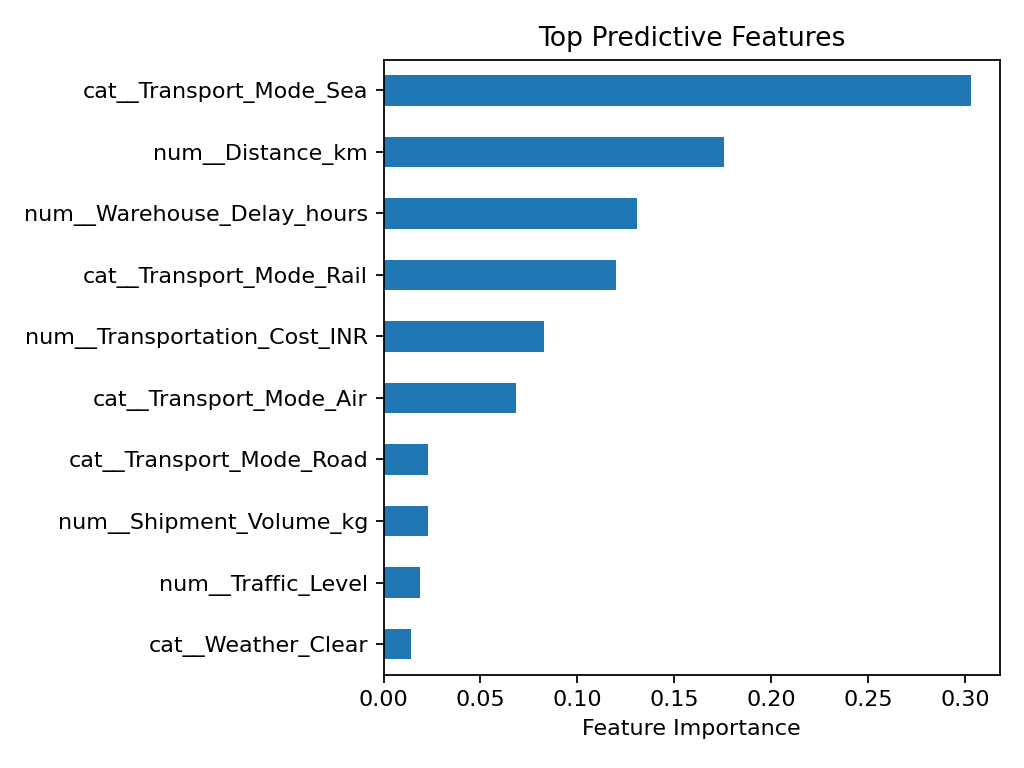 Top Predictive Features
cat__Transport_Mode_Sea
num__Distance_km
num__Warehouse_Delay_hours
cat__Transport_Mode_Rail
num__Transportation_Cost_INR
cat__Transport_Mode_Air
cat__Transport_Mode_Road
num__Shipment_Volume_kg
num__Traffic_Level
cat__Weather_Clear
0.00 0.05 0.10 0.15 0.20 0.25 0.30
Feature Importance